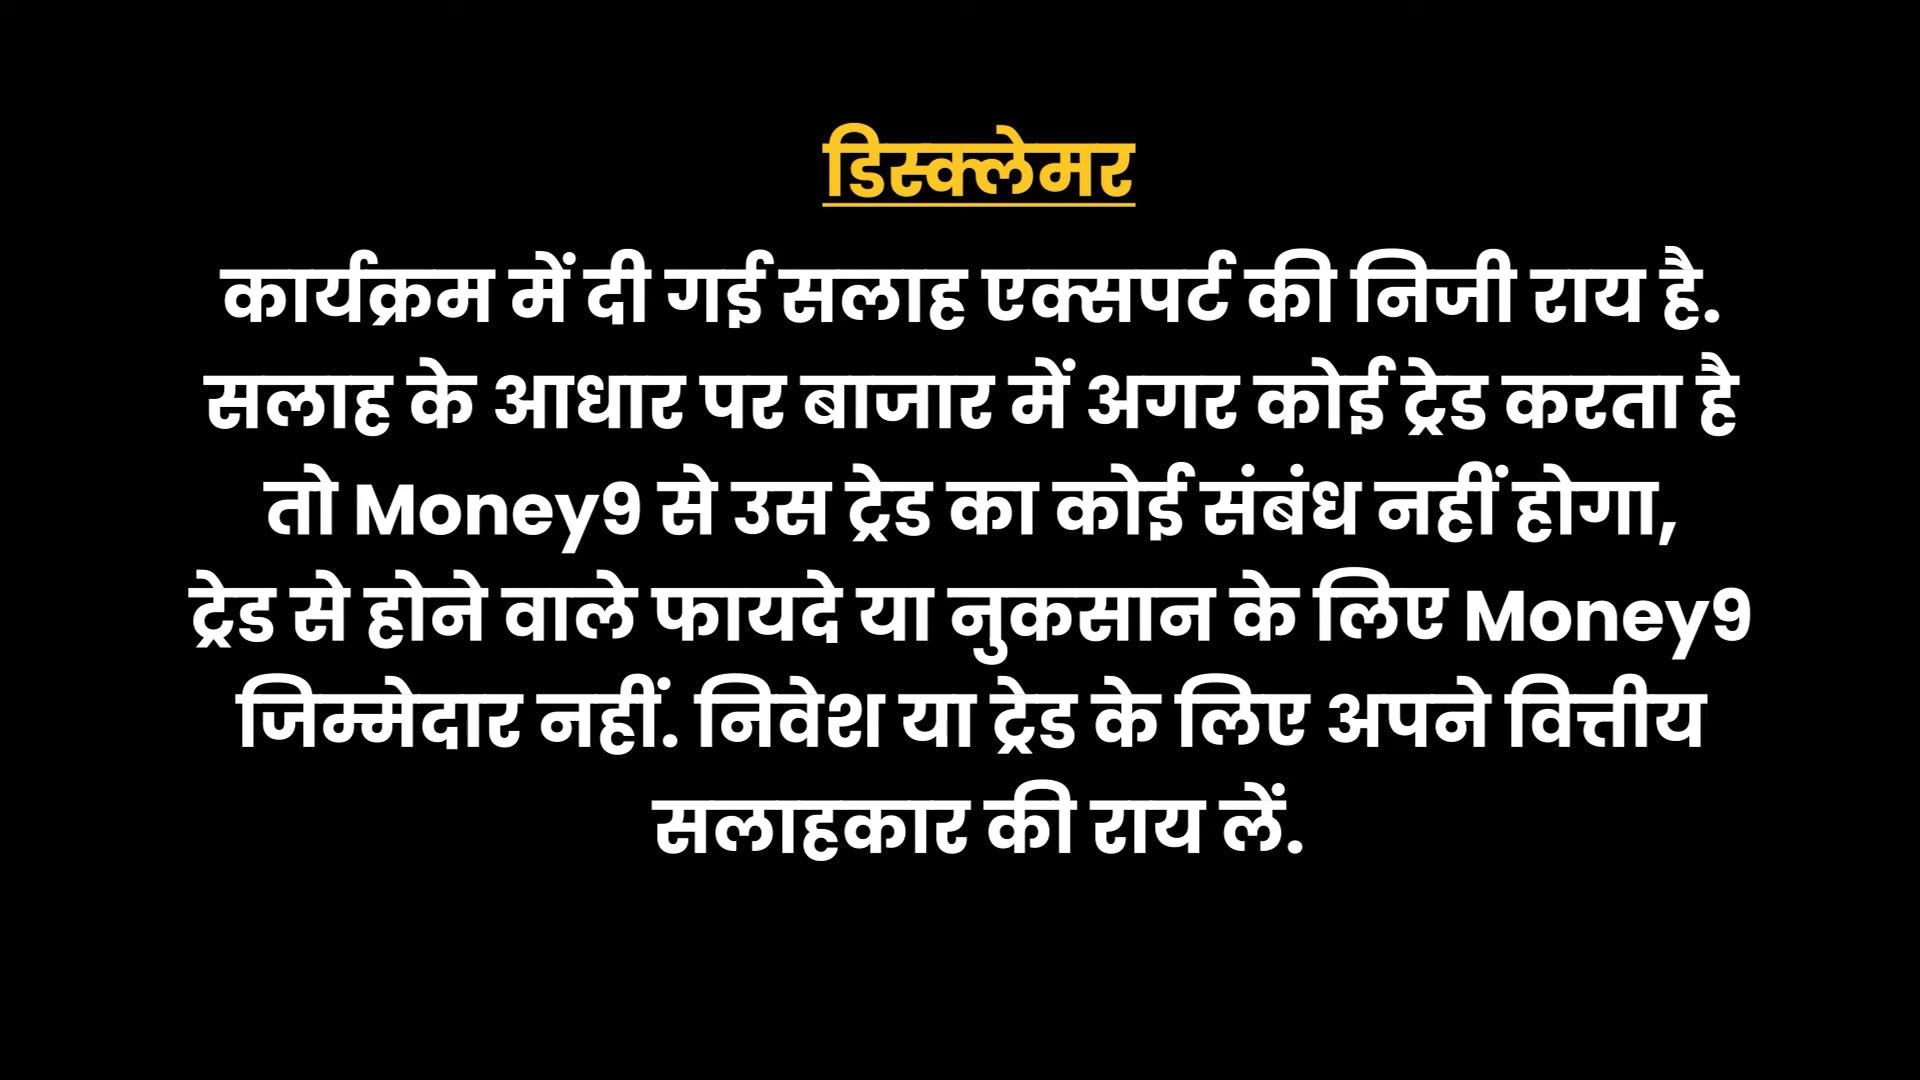 डिस्क्लेमर
कार्यक्रम में दी गई सलाह एक्सपर्ट की निजी राय है.
सलाह के आधार पर बाजार में अगर कोई ट्रेड करता है
तो Money9 से उस ट्रेड का कोई संबंध नहीं होगा,
ट्रेड से होने वाले फायदे या नुकसान के लिए Money9
जिम्मेदार नहीं. निवेश या ट्रेड के लिए अपने वित्तीय
सलाहकार की राय लें.